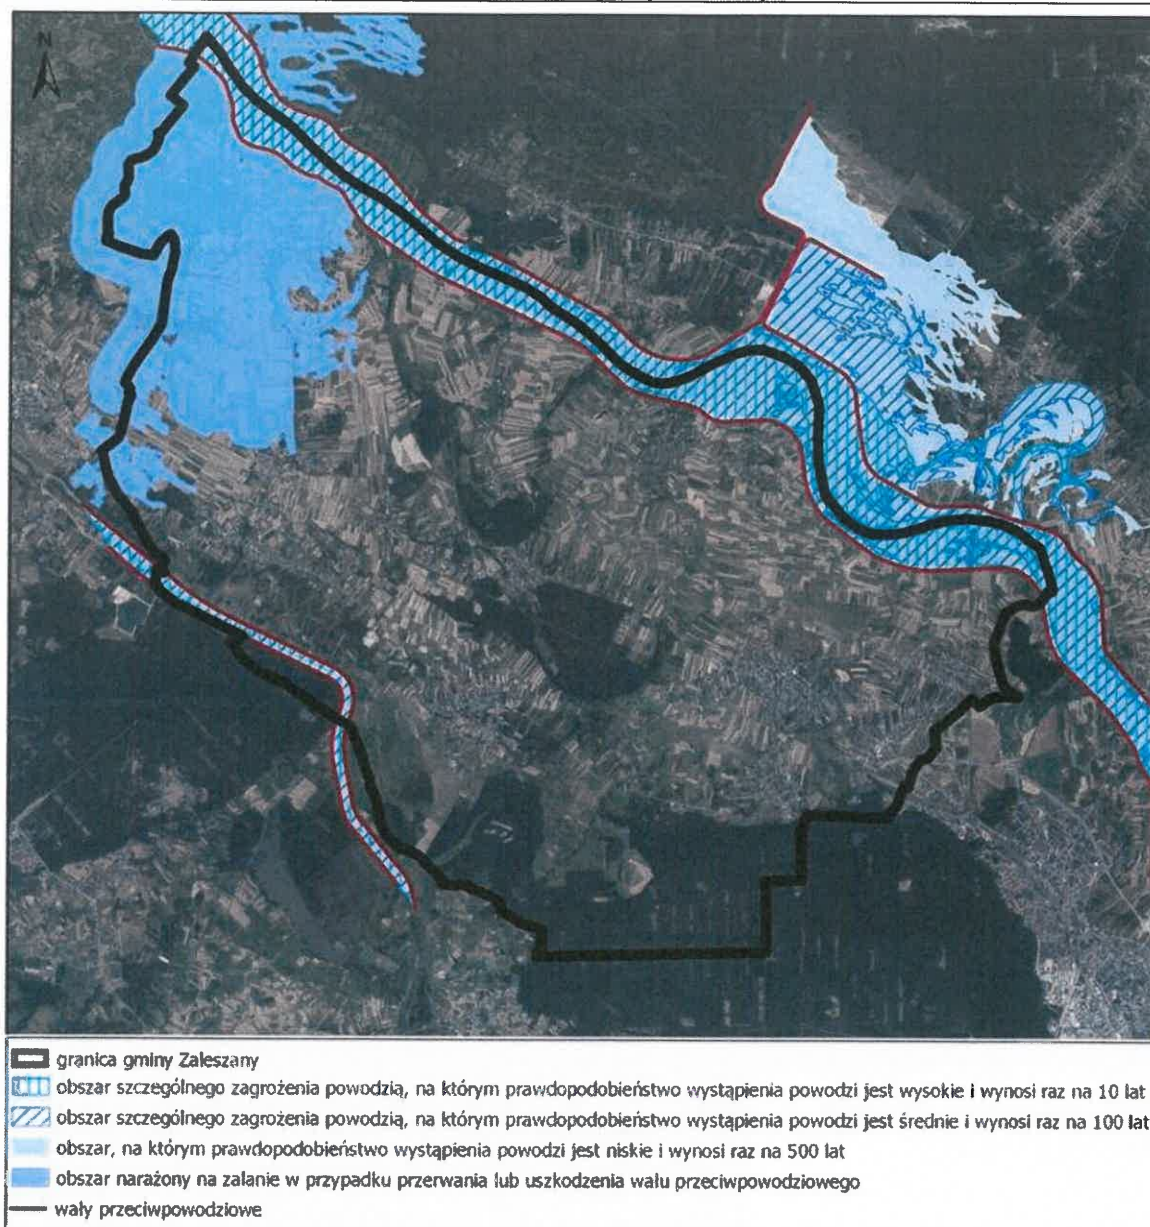 N
granica gminy Zaleszany
obszar szczególnego zagrożenia powodzią, na którym prawdopodobieństwo wystąpienia powodzi jest wysokie i wynosi raz na 10 lat
obszar szczególnego zagrożenia powodzią, na którym prawdopodobieństwo wystąpienia powodzi jest średnie i wynosi raz na 100 lat
obszar, na którym prawdopodobieństwo wystąpienia powodzi jest niskie i wynosi raz na 500 lat
obszar narażony na zalanie w przypadku przerwania lub uszkodzenia wału przeciwpowodziowego
wały przeciwpowodziowe